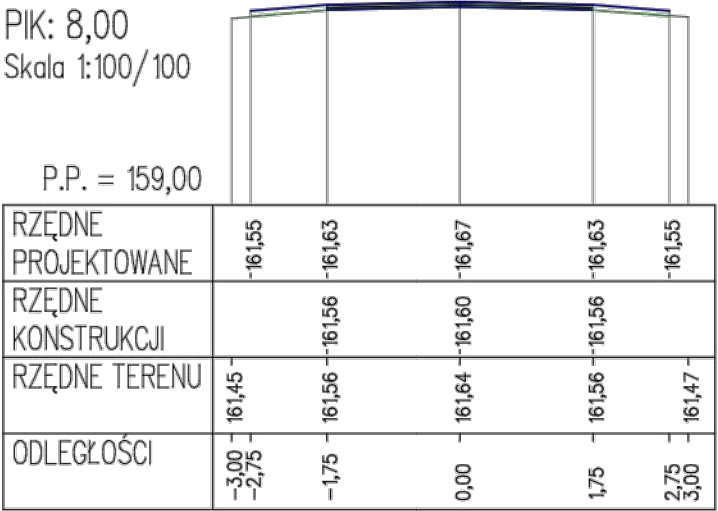 PIK: 8,00
Skala 1:100/100
P.P. = 159,00
RZĘDNE
PROJEKTOWANE
161,55 161,63 161,67 161,63 161,55
RZĘDNE
KONSTRUKCJI
161,56 161,60 161,56
RZĘDNE TERENU
161,45 161,56 161,64 161,56 161,47
ODLEGŁOŚCI
-3,00 -2,75 -1,75 0,00 1,75 2,75 3,00